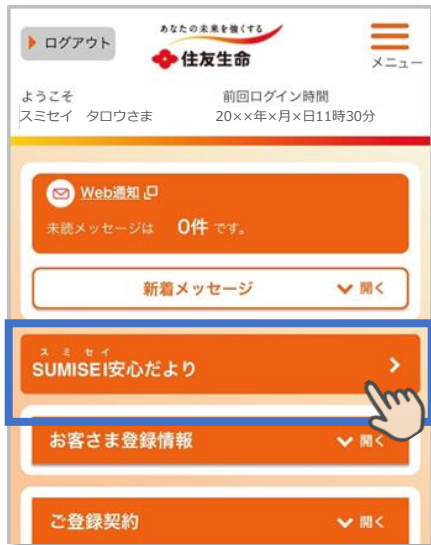 ログアウト
あなたの未来を強くする
住友生命
メニュー
ようこそ
前回ログイン時間
スミセイ タロウさま
20××年×月×日11時30分
Web通知
未読メッセージは 0件 です。
新着メッセージ 開く
スミセイ
SUMISEI安心だより
お客さま登録情報 開く
ご登録契約 開く